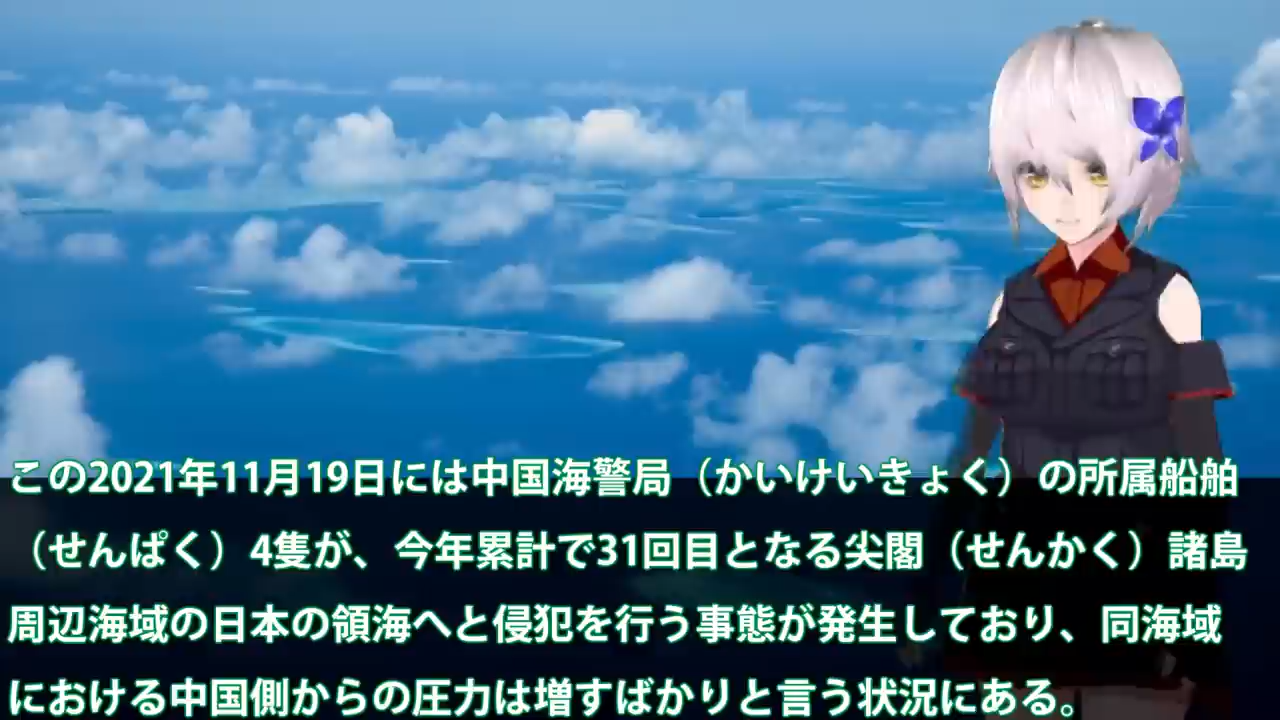 この2021年11月19日には中国海警局（かいけいきょく）の所属船舶
（せんぱく）4隻が、今年累計で31回目となる尖閣（せんかく）諸島
周辺海域の日本の領海へと侵犯を行う事態が発生しており、同海域
における中国側からの圧力は増すばかりと言う状況にある。